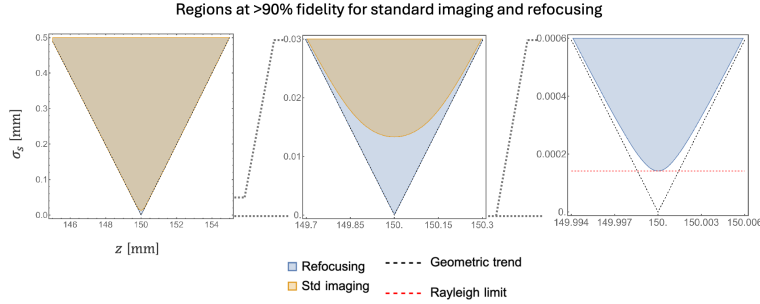 Regions at >90% fidelity for standard imaging and refocusing
σs [mm]
0.5
0.4
0.3
0.2
0.1
0.0
146 148 150 152 154
z [mm]
0.03
0.02
0.01
0.
149.7 149.85 150. 150.15 150.3
0.0006
0.0004
0.0002
0.
149.994 149.997 150. 150.003 150.006
Refocusing
Std imaging
Geometric trend
Rayleigh limit